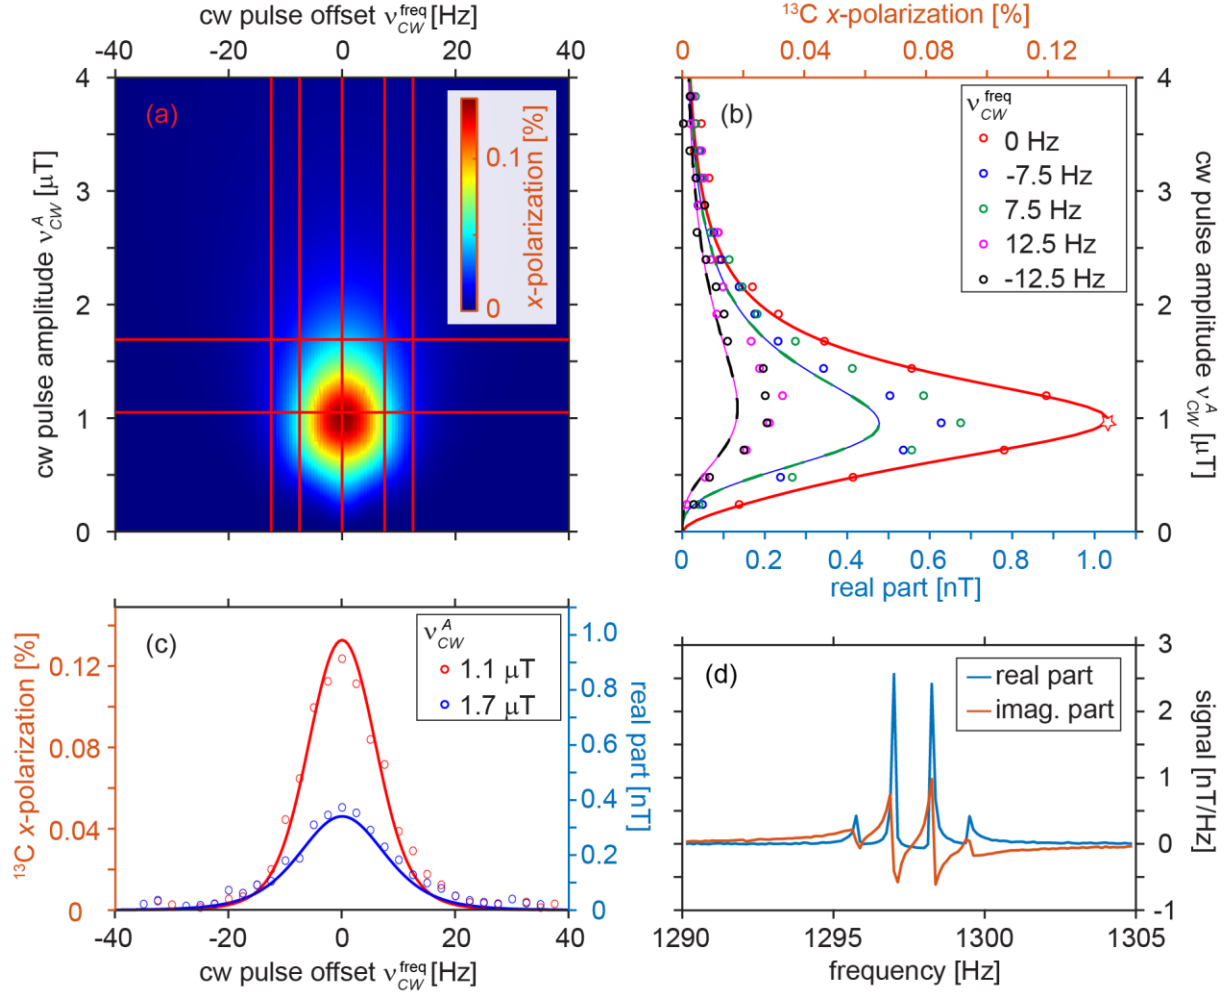 cw pulse offset ν_CW^freq [Hz]
-40 -20 0 20 40
4
3
2
1
0
cw pulse amplitude ν_CW^A [μT]
(a)
0.1
0
x-polarization [%]
¹³C x-polarization [%]
0 0.04 0.08 0.12
(b)
ν_CW^freq
0 Hz
-7.5 Hz
7.5 Hz
12.5 Hz
-12.5 Hz
4
3
2
1
0
cw pulse amplitude ν_CW^A [μT]
0 0.2 0.4 0.6 0.8 1.0
real part [nT]
(c)
ν_CW^A
1.1 μT
1.7 μT
¹³C x-polarization [%]
0.12
0.08
0.04
0
1.0
0.8
0.6
0.4
0.2
0
real part [nT]
-40 -20 0 20 40
cw pulse offset ν_CW^freq [Hz]
(d)
real part
imag. part
3
2
1
0
-1
signal [nT/Hz]
1290 1295 1300 1305
frequency [Hz]